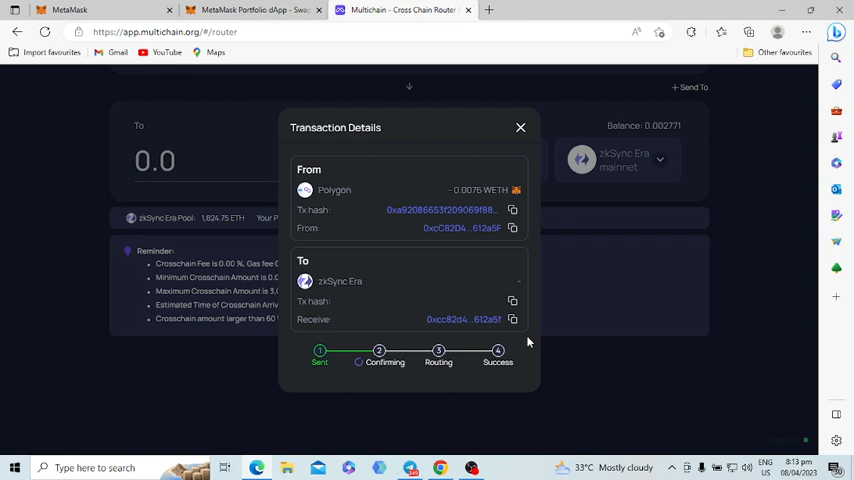 MetaMask
MetaMask Portfolio dApp - Swa
Multichain - Cross Chain Router
https://app.multichain.org/#/router
Import favourites
Gmail
YouTube
Maps
Other favourites
+ Send To
To
Balance: 0.002771
0.0
zkSync Era
mainnet
zkSync Era Pool: 1,824.75 ETH
Your P
Reminder:
Crosschain Fee is 0.00 %, Gas fee 0
Minimum Crosschain Amount is 0.0
Maximum Crosschain Amount is 3,0
Estimated Time of Crosschain Arriv
Crosschain amount larger than 60
Transaction Details
From
Polygon
- 0.0076 WETH
Tx hash:
0xa92086653f209069f88...
From:
0xcC82D4...612a5F
To
zkSync Era
-
Tx hash:
Receive:
0xcc82d4...612a5f
1
2
3
4
Sent
Confirming
Routing
Success
Type here to search
33°C Mostly cloudy
ENG
US
8:13 pm
08/04/2023